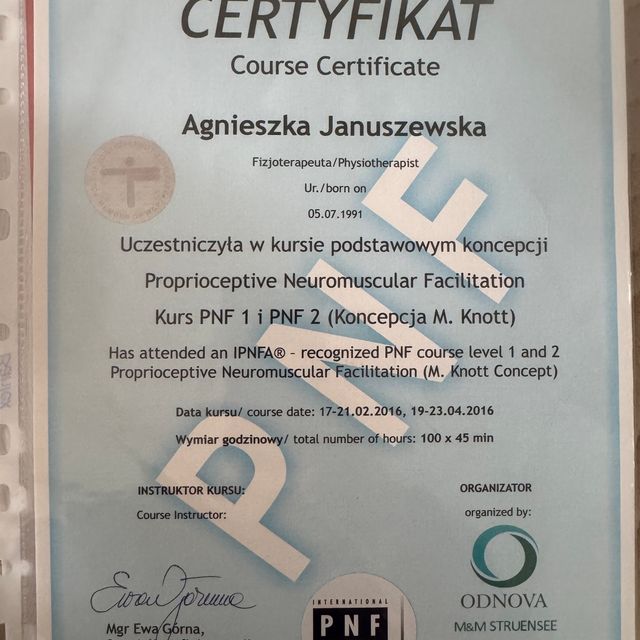 CERTYFIKAT
Course Certificate
Agnieszka Januszewska
Fizjoterapeuta/Physiotherapist
Ur./born on
05.07.1991
Uczestniczyła w kursie podstawowym koncepcji
Proprioceptive Neuromuscular Facilitation
Kurs PNF 1 i PNF 2 (Koncepcja M. Knott)
Has attended an IPNFA® – recognized PNF course level 1 and 2
Proprioceptive Neuromuscular Facilitation (M. Knott Concept)
Data kursu/ course date: 17-21.02.2016, 19-23.04.2016
Wymiar godzinowy/ total number of hours: 100 x 45 min
PNF
INSTRUKTOR KURSU:
Course Instructor:
ORGANIZATOR
organized by:
Ewa Górna
Mgr Ewa Górna,
INTERNATIONAL
PNF
ODNOVA
M&M STRUENSEE